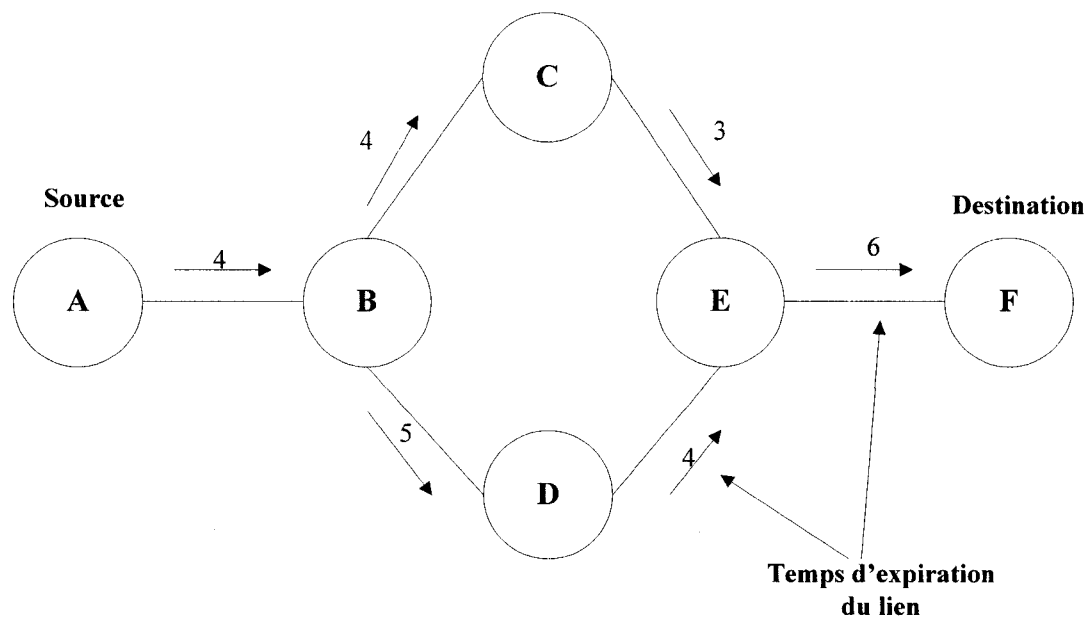 C
4
3
Source
Destination
4
6
A
B
E
F
5
4
D
Temps d'expiration
du lien